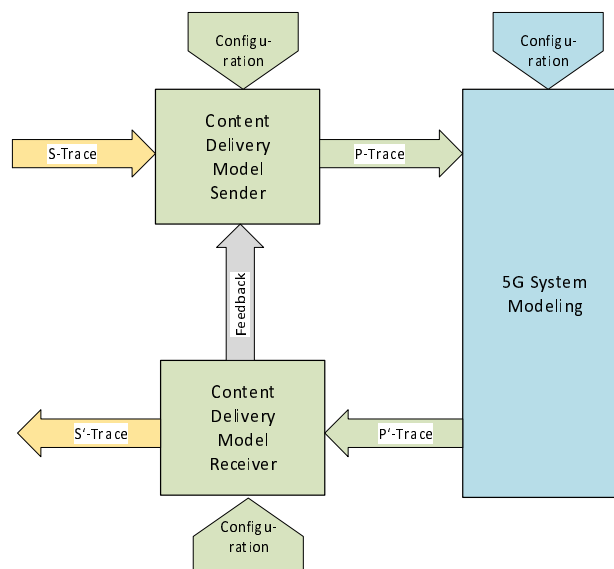 Configu-
ration
Configu-
ration
Content
Delivery
Model
Sender
S-Trace
P-Trace
Feedback
5G System
Modeling
Content
Delivery
Model
Receiver
S’-Trace
P’-Trace
Configu-
ration